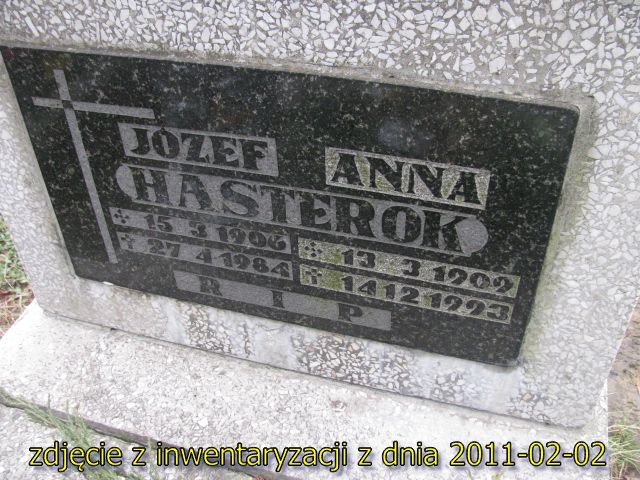 JÓZEF ANNA
HASTEROK
15 3 1906 13 3 1909
27 4 1984 14 12 1993
R I P
zdjęcie z inwentaryzacji z dnia 2011-02-02